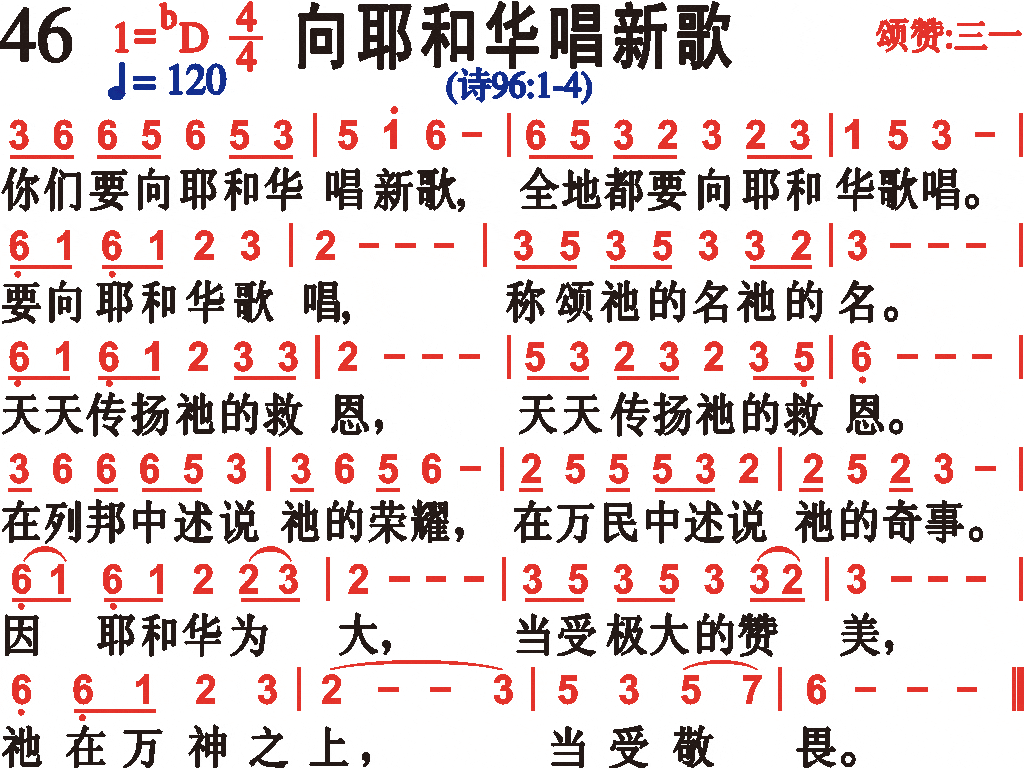 46 1=ᵇD 4/4 向耶和华唱新歌 颂赞:三一
♩= 120 (诗96:1-4)
3 6 6 5 6 5 3 | 5 i 6 – | 6 5 3 2 3 2 3 | 1 5 3 – |
你们要向耶和华 唱新歌, 全地都要向耶和 华歌唱。
6 1 6 1 2 3 | 2 – – – | 3 5 3 5 3 3 2 | 3 – – – |
要向耶和华歌 唱, 称颂祂的名祂的 名。
6 1 6 1 2 3 3 | 2 – – – | 5 3 2 3 2 3 5 | 6 – – – |
天天传扬祂的救 恩, 天天传扬祂的救 恩。
3 6 6 6 5 3 | 3 6 5 6 – | 2 5 5 5 3 2 | 2 5 2 3 – |
在列邦中述说 祂的荣耀, 在万民中述说 祂的奇事。
6 1 6 1 2 2 3 | 2 – – – | 3 5 3 5 3 3 2 | 3 – – – |
因 耶和华为 大, 当受极大的赞 美,
6 6 1 2 3 | 2 – – 3 | 5 3 5 7 | 6 – – – ‖
祂在万神之上, 当受敬 畏。